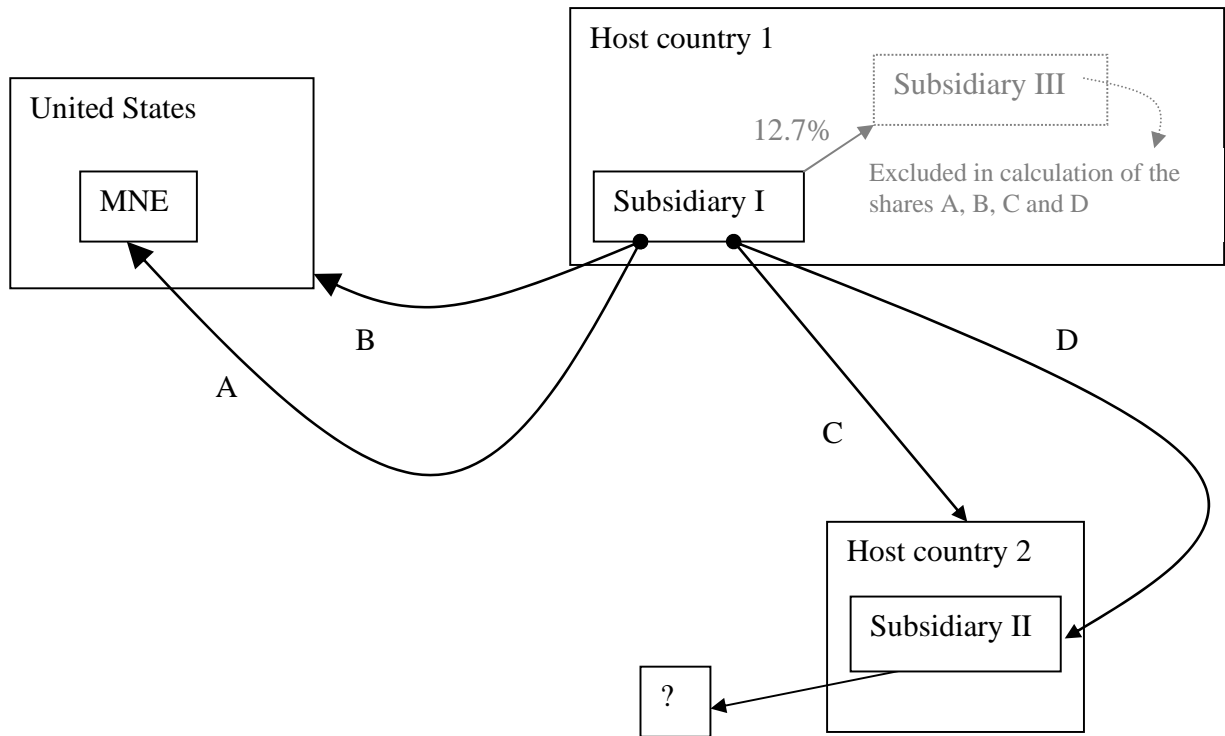 Host country 1
Subsidiary III
United States
12.7%
Excluded in calculation of the
shares A, B, C and D
MNE
Subsidiary I
B
D
A
C
Host country 2
Subsidiary II
?